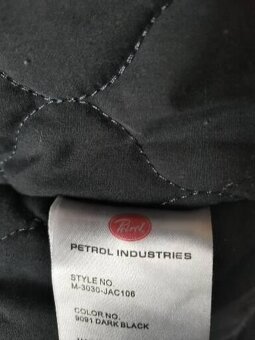 Petrol
PETROL INDUSTRIES
STYLE NO.
M-3030-JAC106
COLOR NO.
9091 DARK BLACK